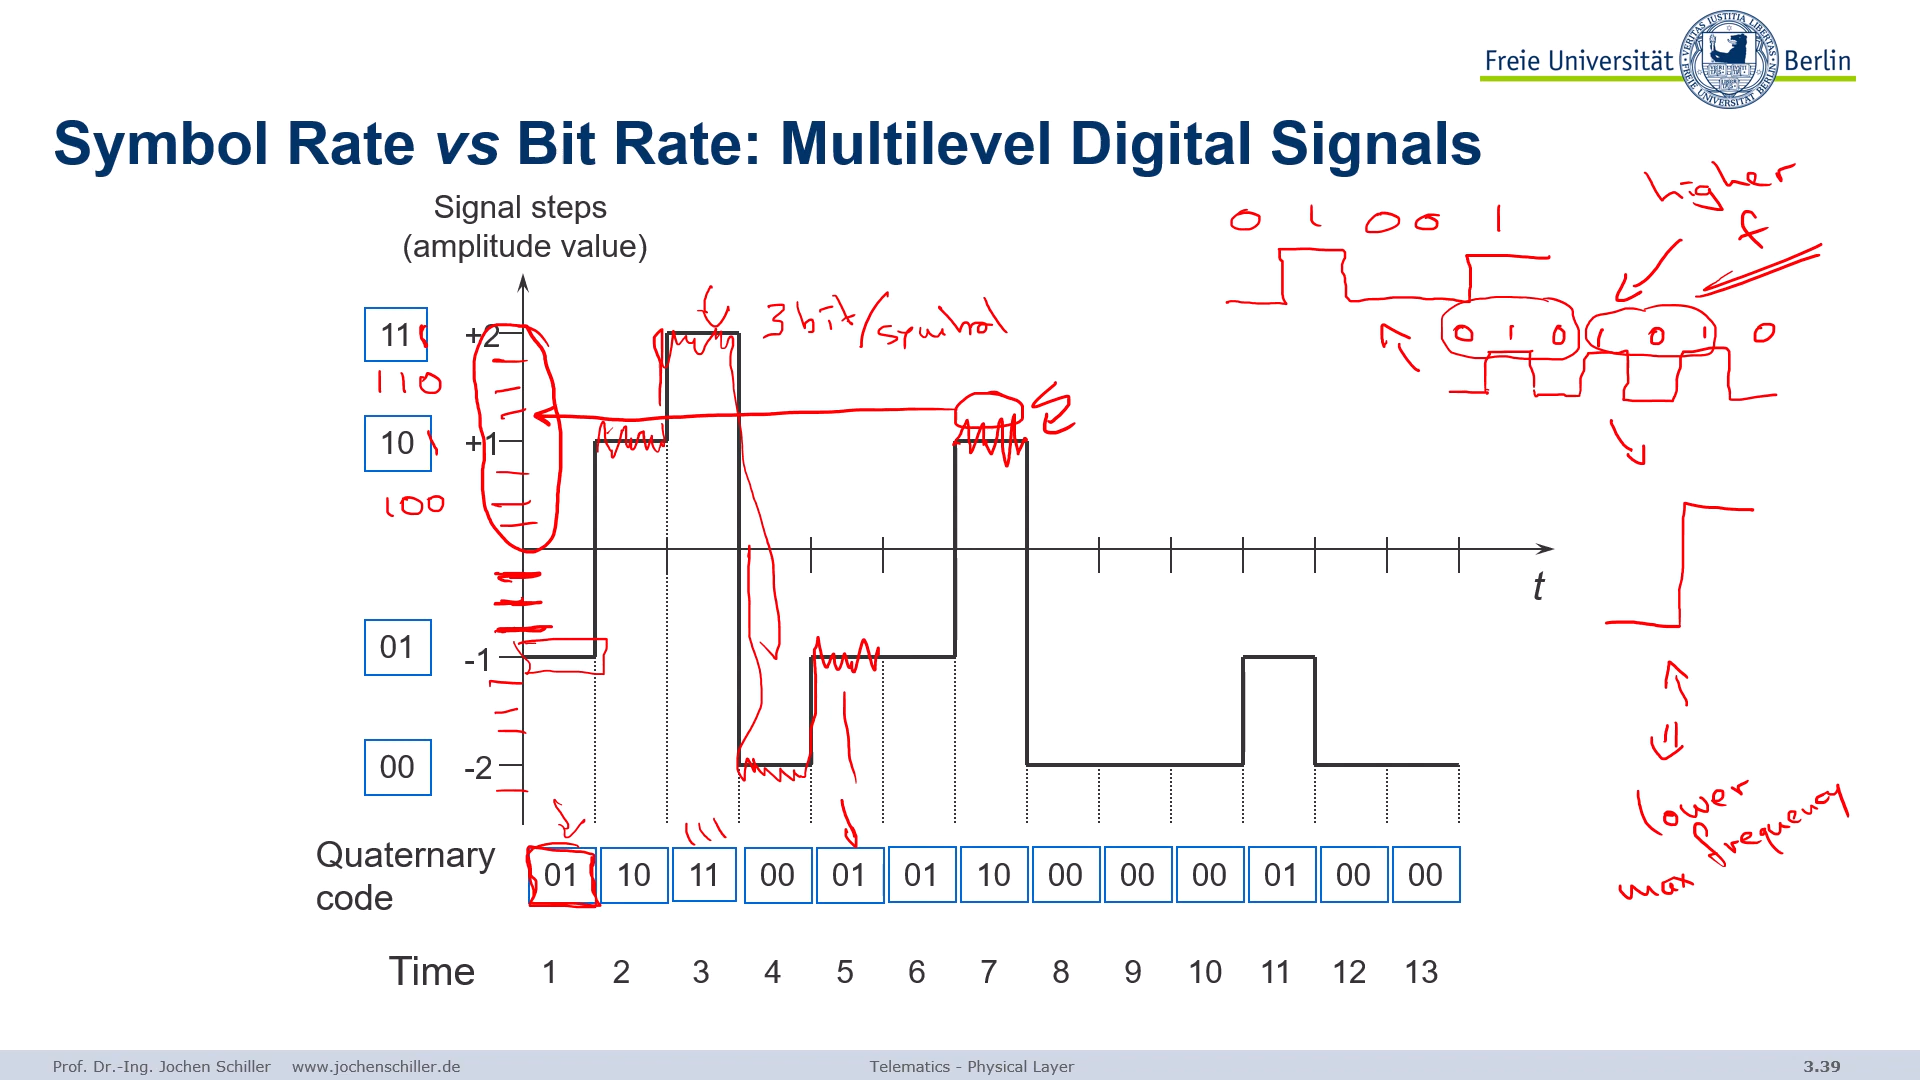 Freie Universität Berlin
Symbol Rate vs Bit Rate: Multilevel Digital Signals
Signal steps
(amplitude value)
higher
f
0 1 0 0 1
3 bit/symbol
0 1 0 1 0 1 0
11 +2
110
10 +1
100
t
01 -1
00 -2
lower
frequency
max
111
Quaternary
code
01 10 11 00 01 01 10 00 00 00 01 00 00
Time 1 2 3 4 5 6 7 8 9 10 11 12 13
Prof. Dr.-Ing. Jochen Schiller www.jochenschiller.de Telematics - Physical Layer 3.39